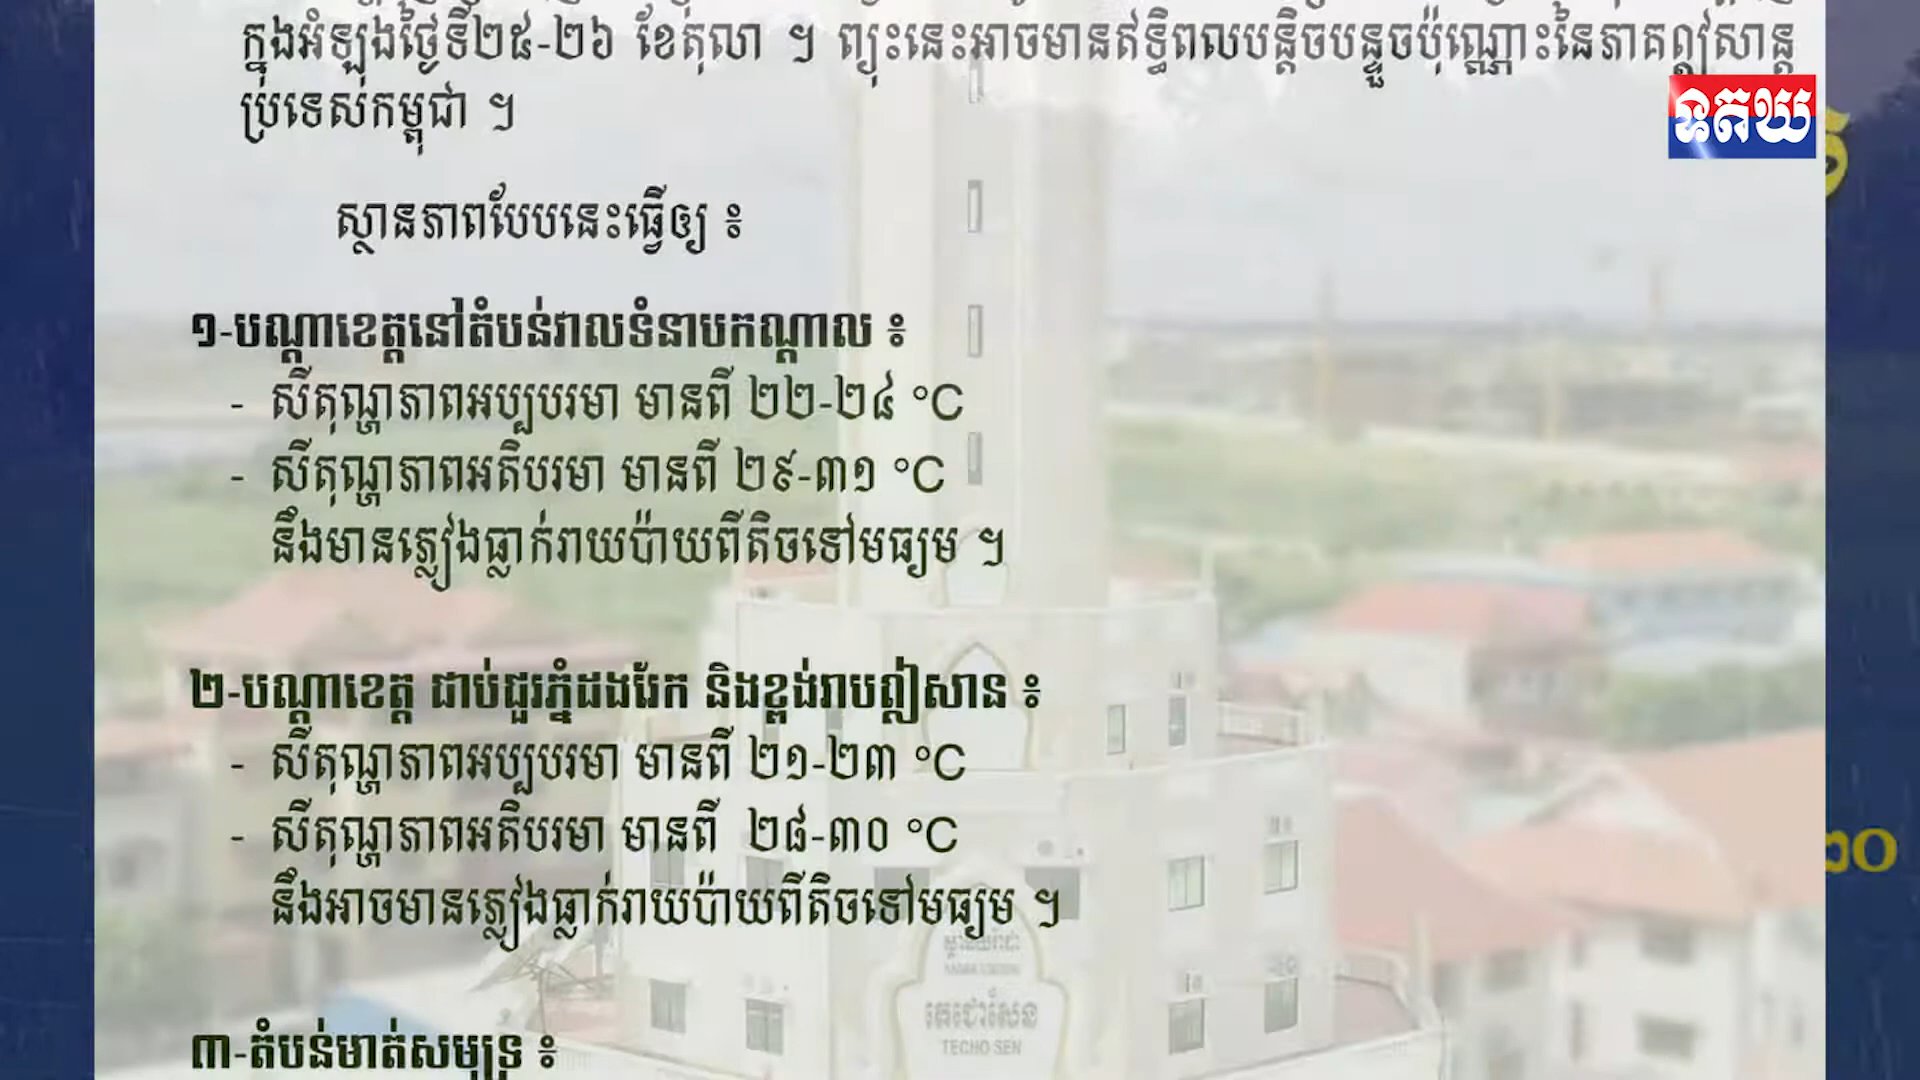 ក្នុងអំឡុងថ្ងៃទី២៥-២៦ ខែតុលា ។ ព្យុះនេះអាចមានឥទ្ធិពលបន្តិចបន្ទួចប៉ុណ្ណោះនៃភាគឦសាន្ត
ប្រទេសកម្ពុជា ។
ឧតយ
ស្ថានភាពបែបនេះធ្វើឲ្យ ៖
១-បណ្តាខេត្តនៅតំបន់វាលទំនាបកណ្តាល ៖
- សីតុណ្ហភាពអប្បបរមា មានពី ២២-២៤ °C
- សីតុណ្ហភាពអតិបរមា មានពី ២៩-៣១ °C
នឹងមានភ្លៀងធ្លាក់រាយប៉ាយពីតិចទៅមធ្យម ។
២-បណ្តាខេត្ត ជាប់ជួរភ្នំដងរែក និងខ្ពង់រាបឦសាន ៖
- សីតុណ្ហភាពអប្បបរមា មានពី ២១-២៣ °C
- សីតុណ្ហភាពអតិបរមា មានពី ២៨-៣០ °C
២០
នឹងអាចមានភ្លៀងធ្លាក់រាយប៉ាយពីតិចទៅមធ្យម ។
តេជោសែន
TECHO SEN
៣-តំបន់មាត់សមុទ្រ ៖